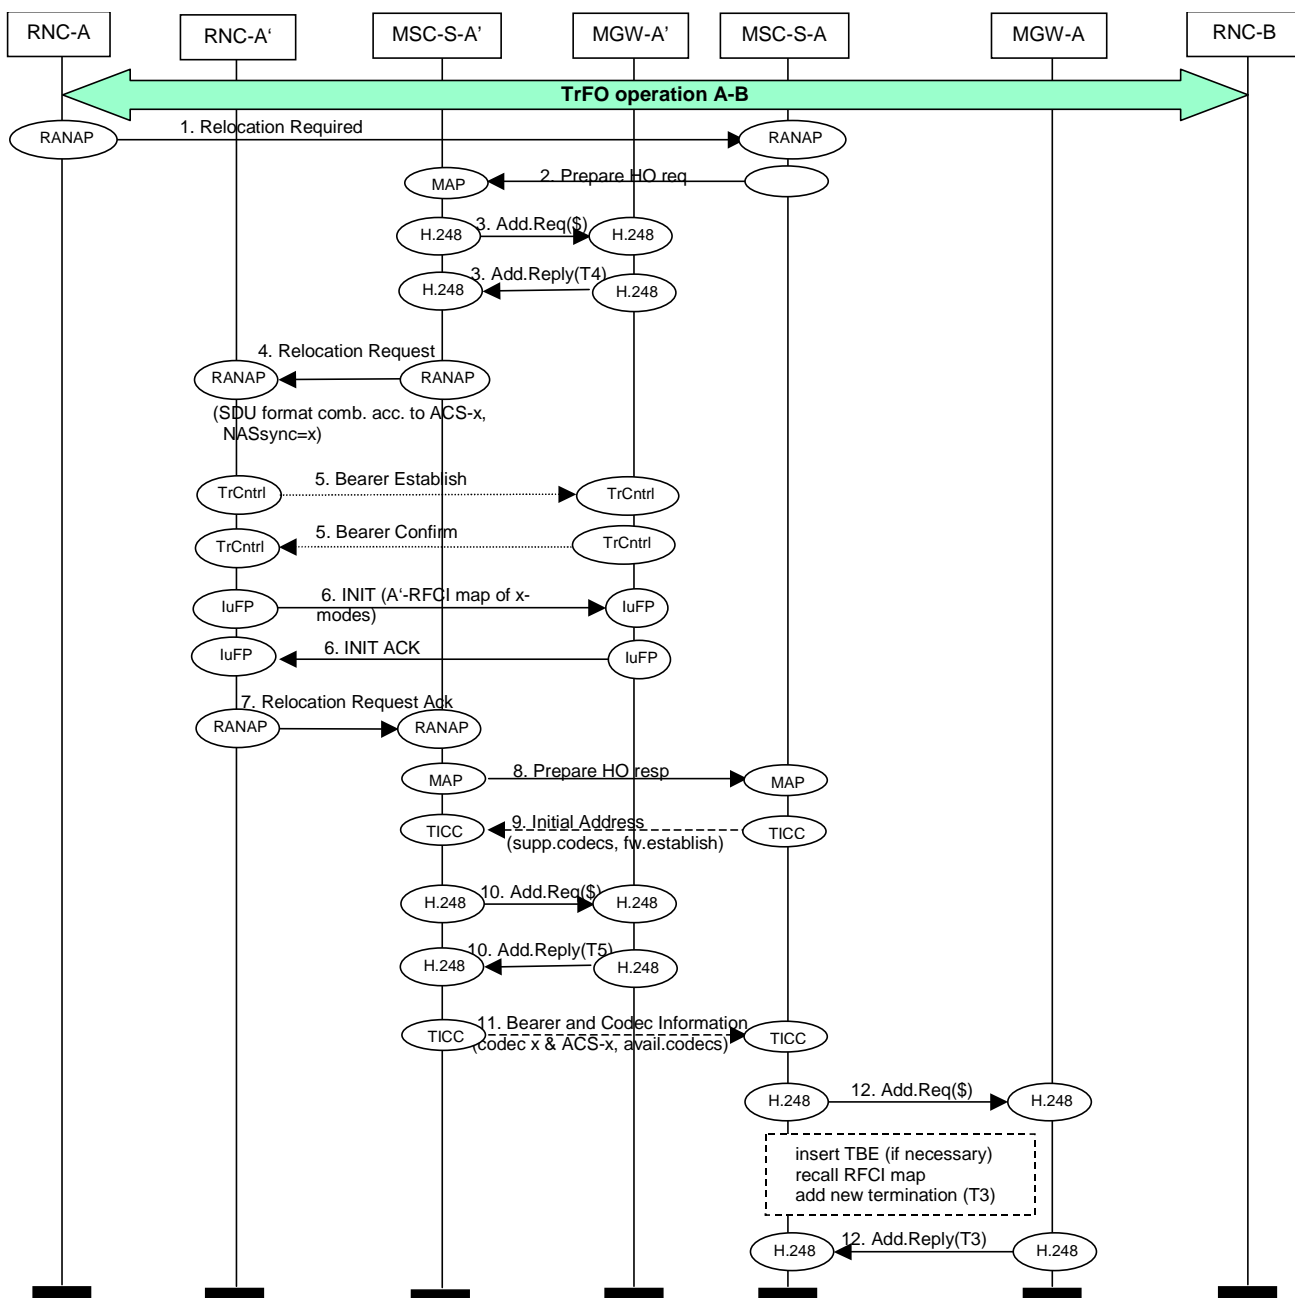 RNC-A
RNC-A‘
MSC-S-A’
MGW-A’
MSC-S-A
MGW-A
RNC-B
TrFO operation A-B
RANAP
1. Relocation Required
RANAP
MAP
2. Prepare HO req
H.248
3. Add.Req($)
H.248
H.248
3. Add.Reply(T4)
H.248
4. Relocation Request
RANAP
RANAP
(SDU format comb. acc. to ACS-x,
NASsync=x)
TrCntrl
5. Bearer Establish
TrCntrl
TrCntrl
5. Bearer Confirm
TrCntrl
IuFP
6. INIT (A‘-RFCI map of x-
modes)
IuFP
IuFP
6. INIT ACK
IuFP
7. Relocation Request Ack
RANAP
RANAP
MAP
8. Prepare HO resp
MAP
TICC
9. Initial Address
(supp.codecs, fw.establish)
TICC
H.248
10. Add.Req($)
H.248
H.248
10. Add.Reply(T5)
H.248
TICC
11. Bearer and Codec Information
(codec x & ACS-x, avail.codecs)
TICC
H.248
12. Add.Req($)
H.248
insert TBE (if necessary)
recall RFCI map
add new termination (T3)
H.248
12. Add.Reply(T3)
H.248